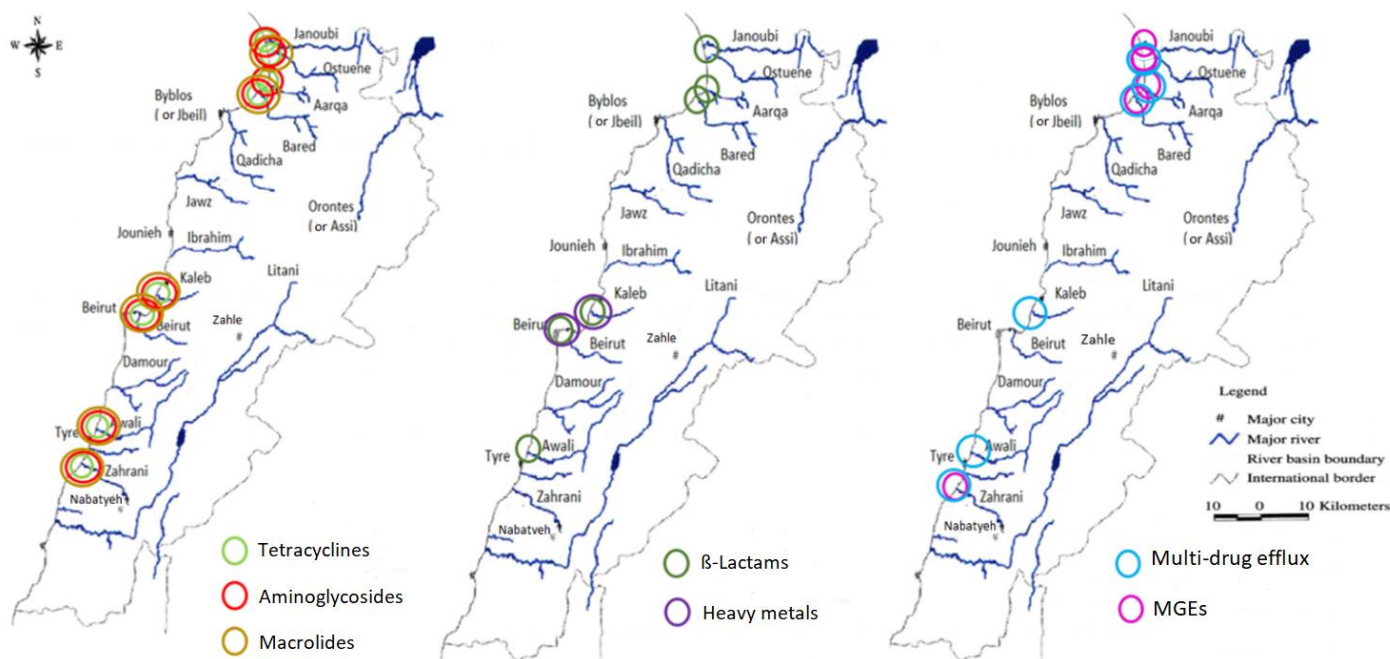 N
W E
S
Janoubi
Ostuene
Byblos
( or Jbeil)
Aarqa
Bared
Qadicha
Jawz
Orontes
( or Assi)
Jounieh
Ibrahim
Litani
Kaleb
Beirut
Beirut
Zahle
Damour
Awali
Tyre
Zahrani
Nabatyeh
Tetracyclines
Aminoglycosides
Macrolides
Janoubi
Ostuene
Byblos
( or Jbeil)
Aarqa
Bared
Qadicha
Jawz
Orontes
( or Assi)
Jounieh
Ibrahim
Kaleb
Litani
Beirut
Beirut
Zahle
Damour
Awali
Tyre
Zahrani
Nabatyeh
ß-Lactams
Heavy metals
Janoubi
Ostuene
Byblos
( or Jbeil)
Aarqa
Bared
Qadicha
Jawz
Orontes
( or Assi)
Jounieh
Ibrahim
Kaleb
Litani
Beirut
Beirut
Zahle
Damour
Awali
Tyre
Zahrani
Nabatyeh
Legend
# Major city
Major river
River basin boundary
International border
10 0 10 Kilometers
Multi-drug efflux
MGEs